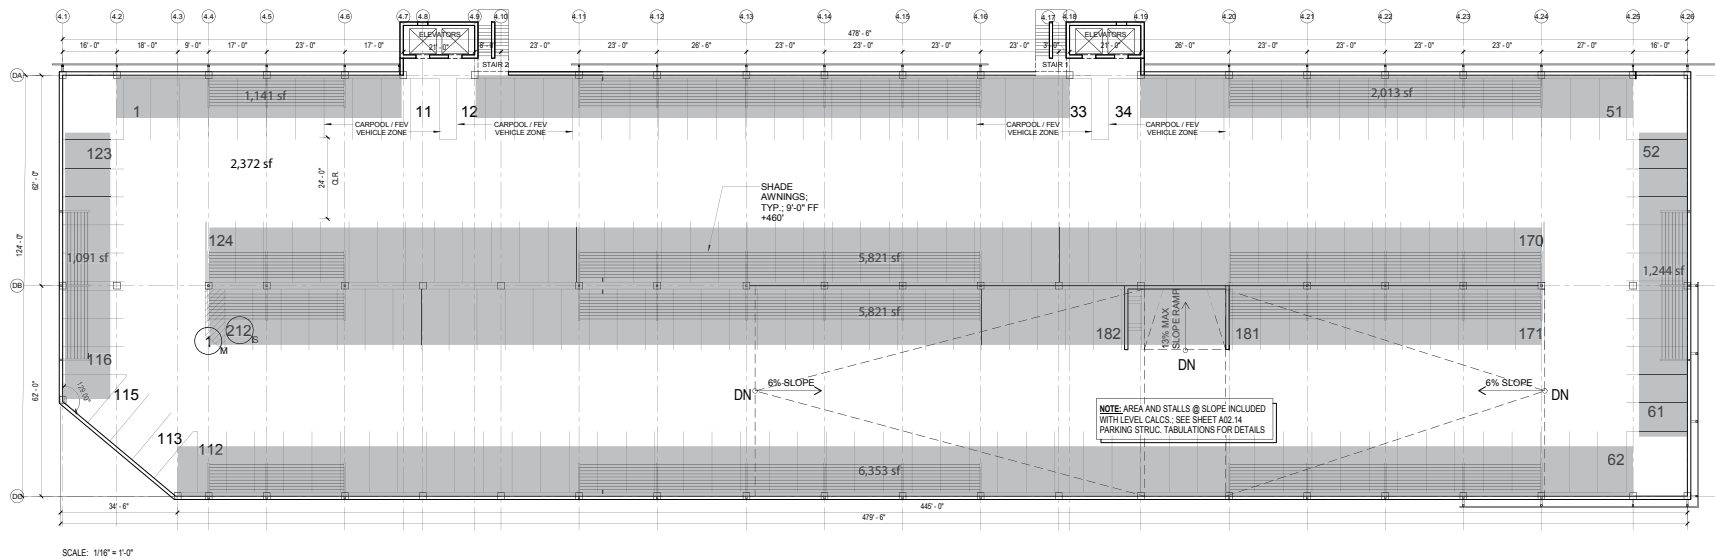 4.1 4.2 4.3 4.4 4.5 4.6 4.7 4.8 4.9 4.10 4.11 4.12 4.13 4.14 4.15 4.16 4.17 4.18 4.19 4.20 4.21 4.22 4.23 4.24 4.25 4.26
ELEVATORS ELEVATORS
478' - 6"
16' - 0" 18' - 0" 9' - 0" 17' - 0" 23' - 0" 17' - 0" 21' - 0" 8' - 0" 23' - 0" 23' - 0" 26' - 6" 23' - 0" 23' - 0" 23' - 0" 23' - 0" 3' - 0" 21' - 0" 26' - 0" 23' - 0" 23' - 0" 23' - 0" 23' - 0" 27' - 0" 16' - 0"
STAIR 2 STAIR 1
DA
1,141 sf 2,013 sf
1 11 12 33 34 51
CARPOOL / FEV
VEHICLE ZONE
CARPOOL / FEV
VEHICLE ZONE
CARPOOL / FEV
VEHICLE ZONE
CARPOOL / FEV
VEHICLE ZONE
123 52
2,372 sf
24' - 0"
CLR.
62' - 0"
SHADE
AWNINGS;
TYP.; 9'-0" FF
+460'
124 170
124' - 0"
1,091 sf 5,821 sf 1,244 sf
DB
5,821 sf
1 M 212 S
182 181 171
13% MAX
SLOPE RAMP
116
DN
62' - 0"
129.00°
115
DN 6% SLOPE 6% SLOPE DN
NOTE: AREA AND STALLS @ SLOPE INCLUDED
WITH LEVEL CALCS.; SEE SHEET A02.14
PARKING STRUC. TABULATIONS FOR DETAILS
61
113 112 62
6,353 sf
34' - 6" 445' - 0"
479' - 6"
SCALE: 1/16" = 1'-0"